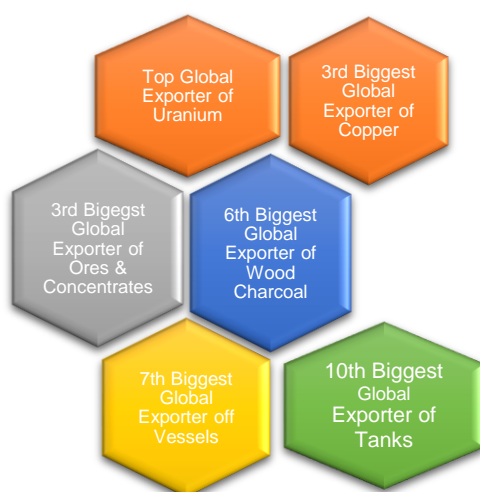 Top Global
Exporter of
Uranium
3rd Biggest
Global
Exporter of
Copper
3rd Bigegst
Global
Exporter of
Ores &
Concentrates
6th Biggest
Global
Exporter of
Wood
Charcoal
7th Biggest
Global
Exporter off
Vessels
10th Biggest
Global
Exporter of
Tanks